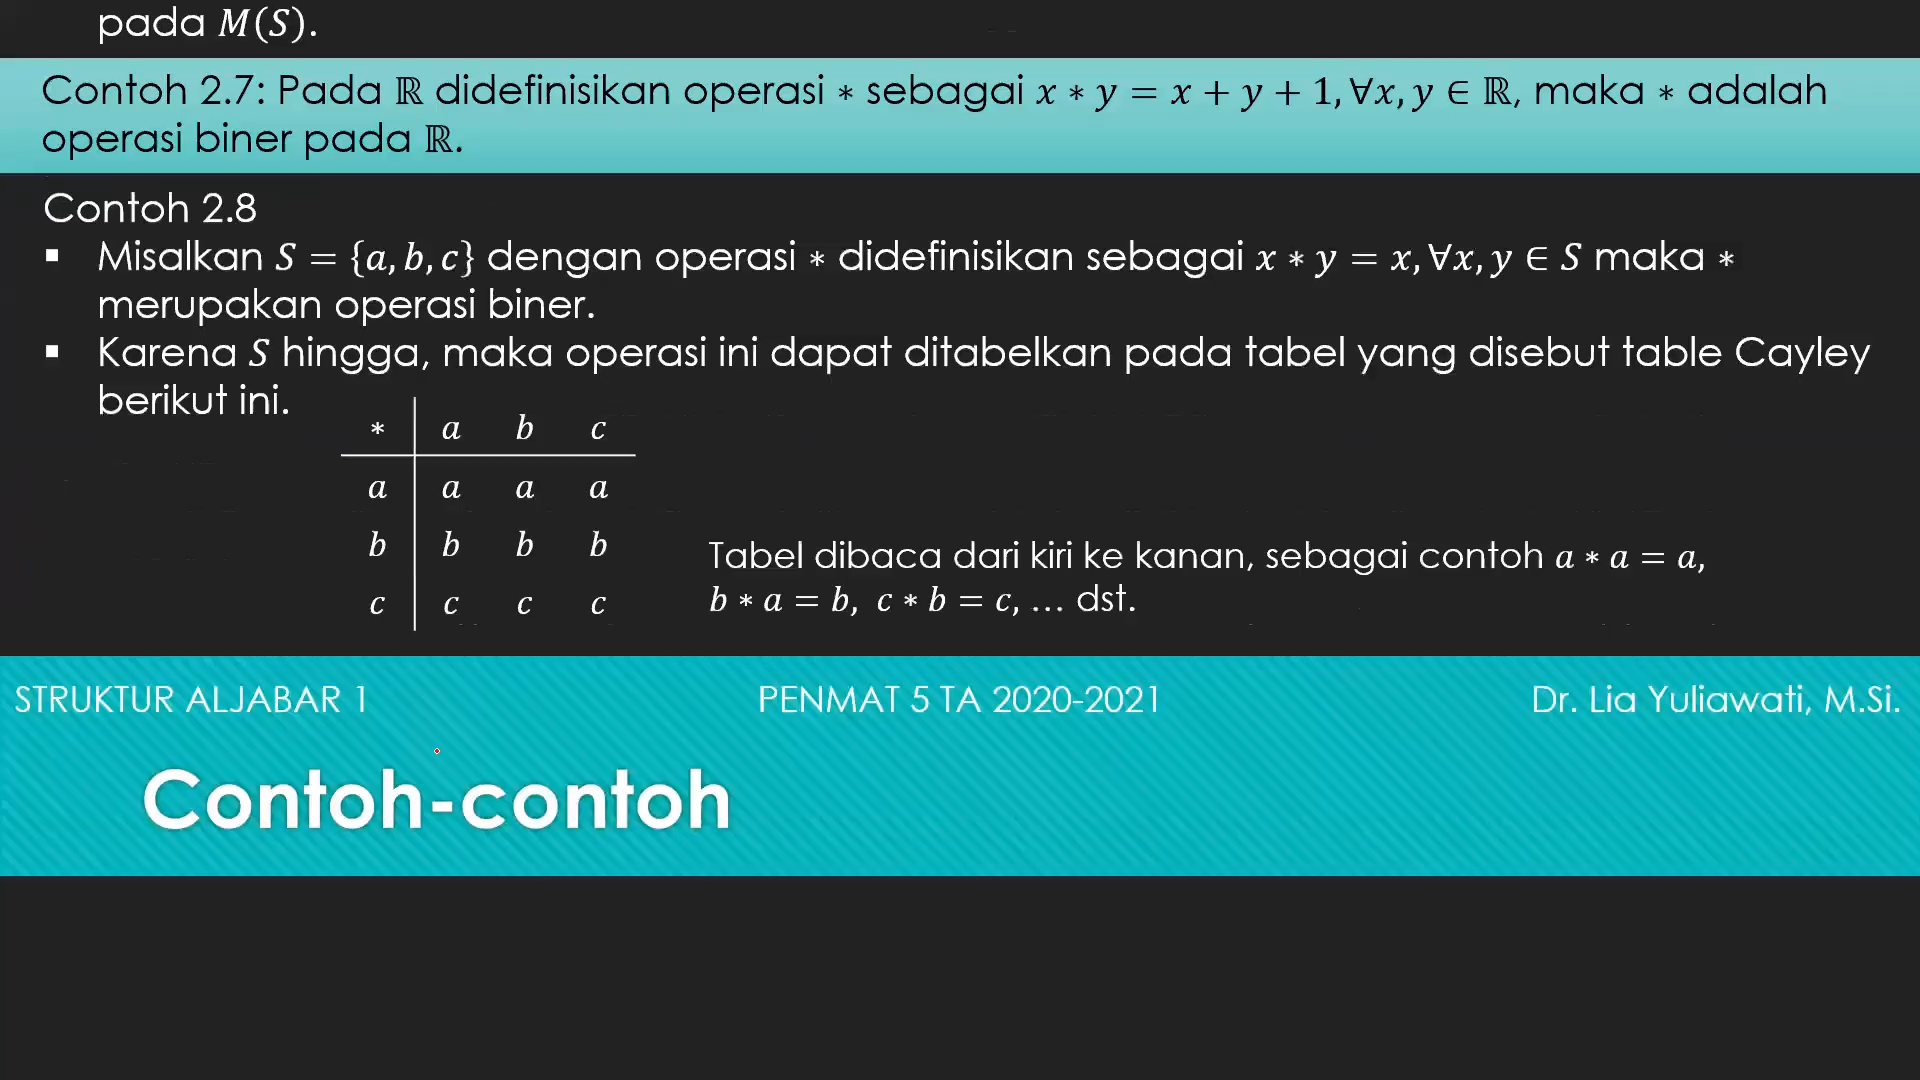 pada M(S).
Contoh 2.7: Pada ℝ didefinisikan operasi ∗ sebagai x ∗ y = x + y + 1, ∀x, y ∈ ℝ, maka ∗ adalah
operasi biner pada ℝ.
Contoh 2.8
▪ Misalkan S = {a, b, c} dengan operasi ∗ didefinisikan sebagai x ∗ y = x, ∀x, y ∈ S maka ∗
merupakan operasi biner.
▪ Karena S hingga, maka operasi ini dapat ditabelkan pada tabel yang disebut table Cayley
berikut ini.
∗ a b c
a a a a
b b b b
c c c c
Tabel dibaca dari kiri ke kanan, sebagai contoh a ∗ a = a,
b ∗ a = b, c ∗ b = c, … dst.
STRUKTUR ALJABAR 1 PENMAT 5 TA 2020-2021 Dr. Lia Yuliawati, M.Si.
Contoh-contoh